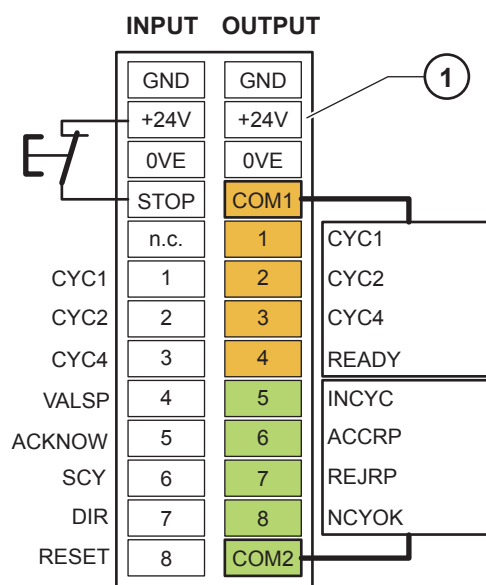 INPUT OUTPUT
GND GND
+24V +24V 1
0VE 0VE
STOP COM1
n.c. 1 CYC1
CYC1 1 2 CYC2
CYC2 2 3 CYC4
CYC4 3 4 READY
VALSP 4 5 INCYC
ACKNOW 5 6 ACCRP
SCY 6 7 REJRP
DIR 7 8 NCYOK
RESET 8 COM2